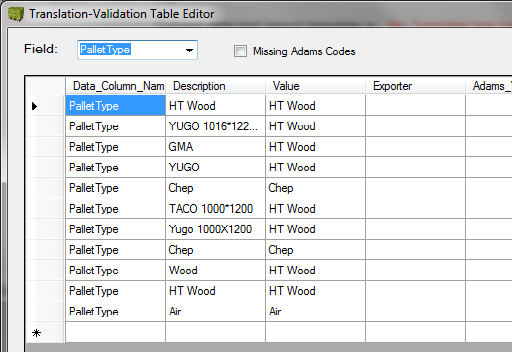 Translation-Validation Table Editor
Field: PalletType Missing Adams Codes
Data_Column_Nam Description Value Exporter Adams_
PalletType HT Wood HT Wood
PalletType YUGO 1016*122... HT Wood
PalletType GMA HT Wood
PalletType YUGO HT Wood
PalletType Chep Chep
PalletType TACO 1000*1200 HT Wood
PalletType Yugo 1000X1200 HT Wood
PalletType Chep Chep
PalletType Wood HT Wood
PalletType HT Wood HT Wood
PalletType Air Air